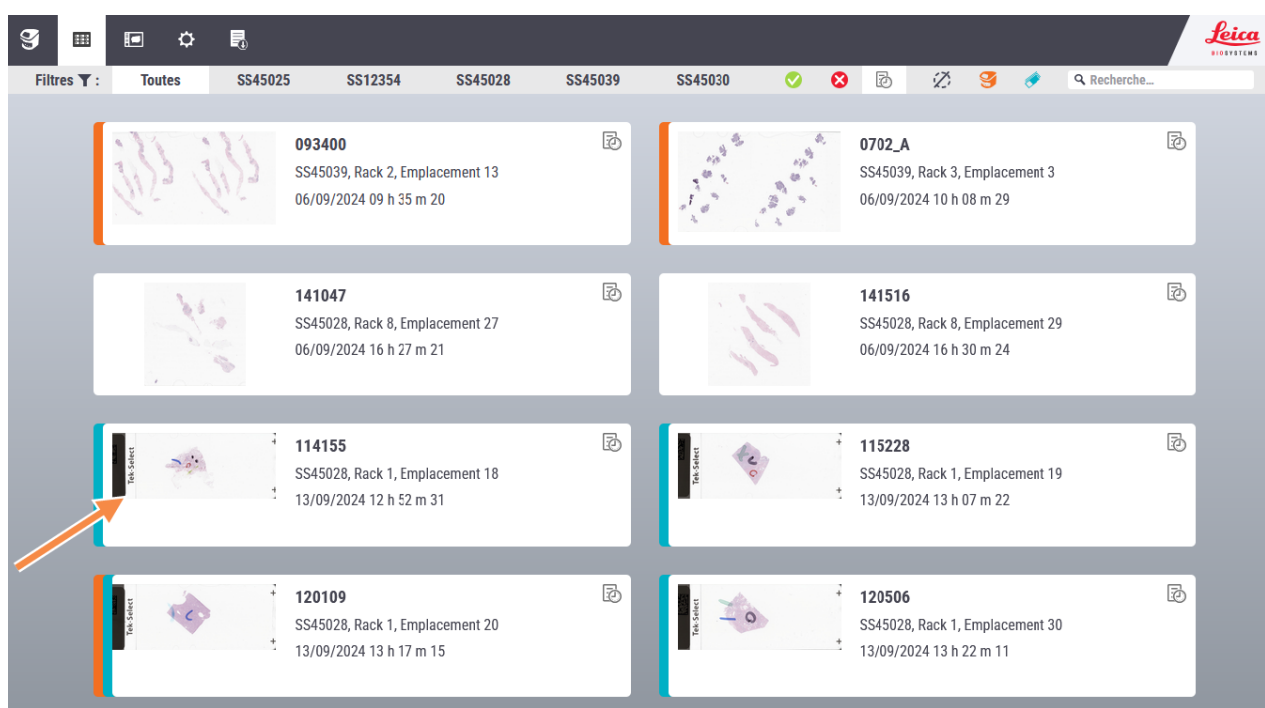 Leica
BIOSYSTEMS
Filtres :
Toutes
SS45025
SS12354
SS45028
SS45039
SS45030
Recherche...
093400
SS45039, Rack 2, Emplacement 13
06/09/2024 09 h 35 m 20
0702_A
SS45039, Rack 3, Emplacement 3
06/09/2024 10 h 08 m 29
141047
SS45028, Rack 8, Emplacement 27
06/09/2024 16 h 27 m 21
141516
SS45028, Rack 8, Emplacement 29
06/09/2024 16 h 30 m 24
Tek-Select
114155
SS45028, Rack 1, Emplacement 18
13/09/2024 12 h 52 m 31
Tek-Select
115228
SS45028, Rack 1, Emplacement 19
13/09/2024 13 h 07 m 22
Tek-Select
120109
SS45028, Rack 1, Emplacement 20
13/09/2024 13 h 17 m 15
Tek-Select
120506
SS45028, Rack 1, Emplacement 30
13/09/2024 13 h 22 m 11